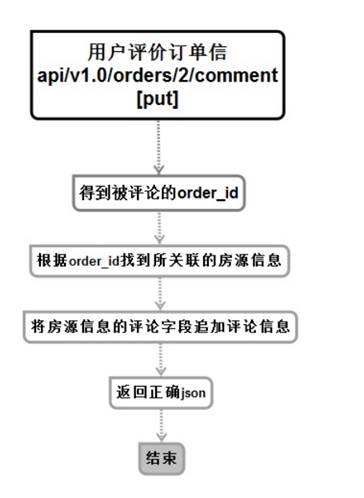 用户评价订单信
api/v1.0/orders/2/comment
[put]
得到被评论的order_id
根据order_id找到所关联的房源信息
将房源信息的评论字段追加评论信息
返回正确json
结束